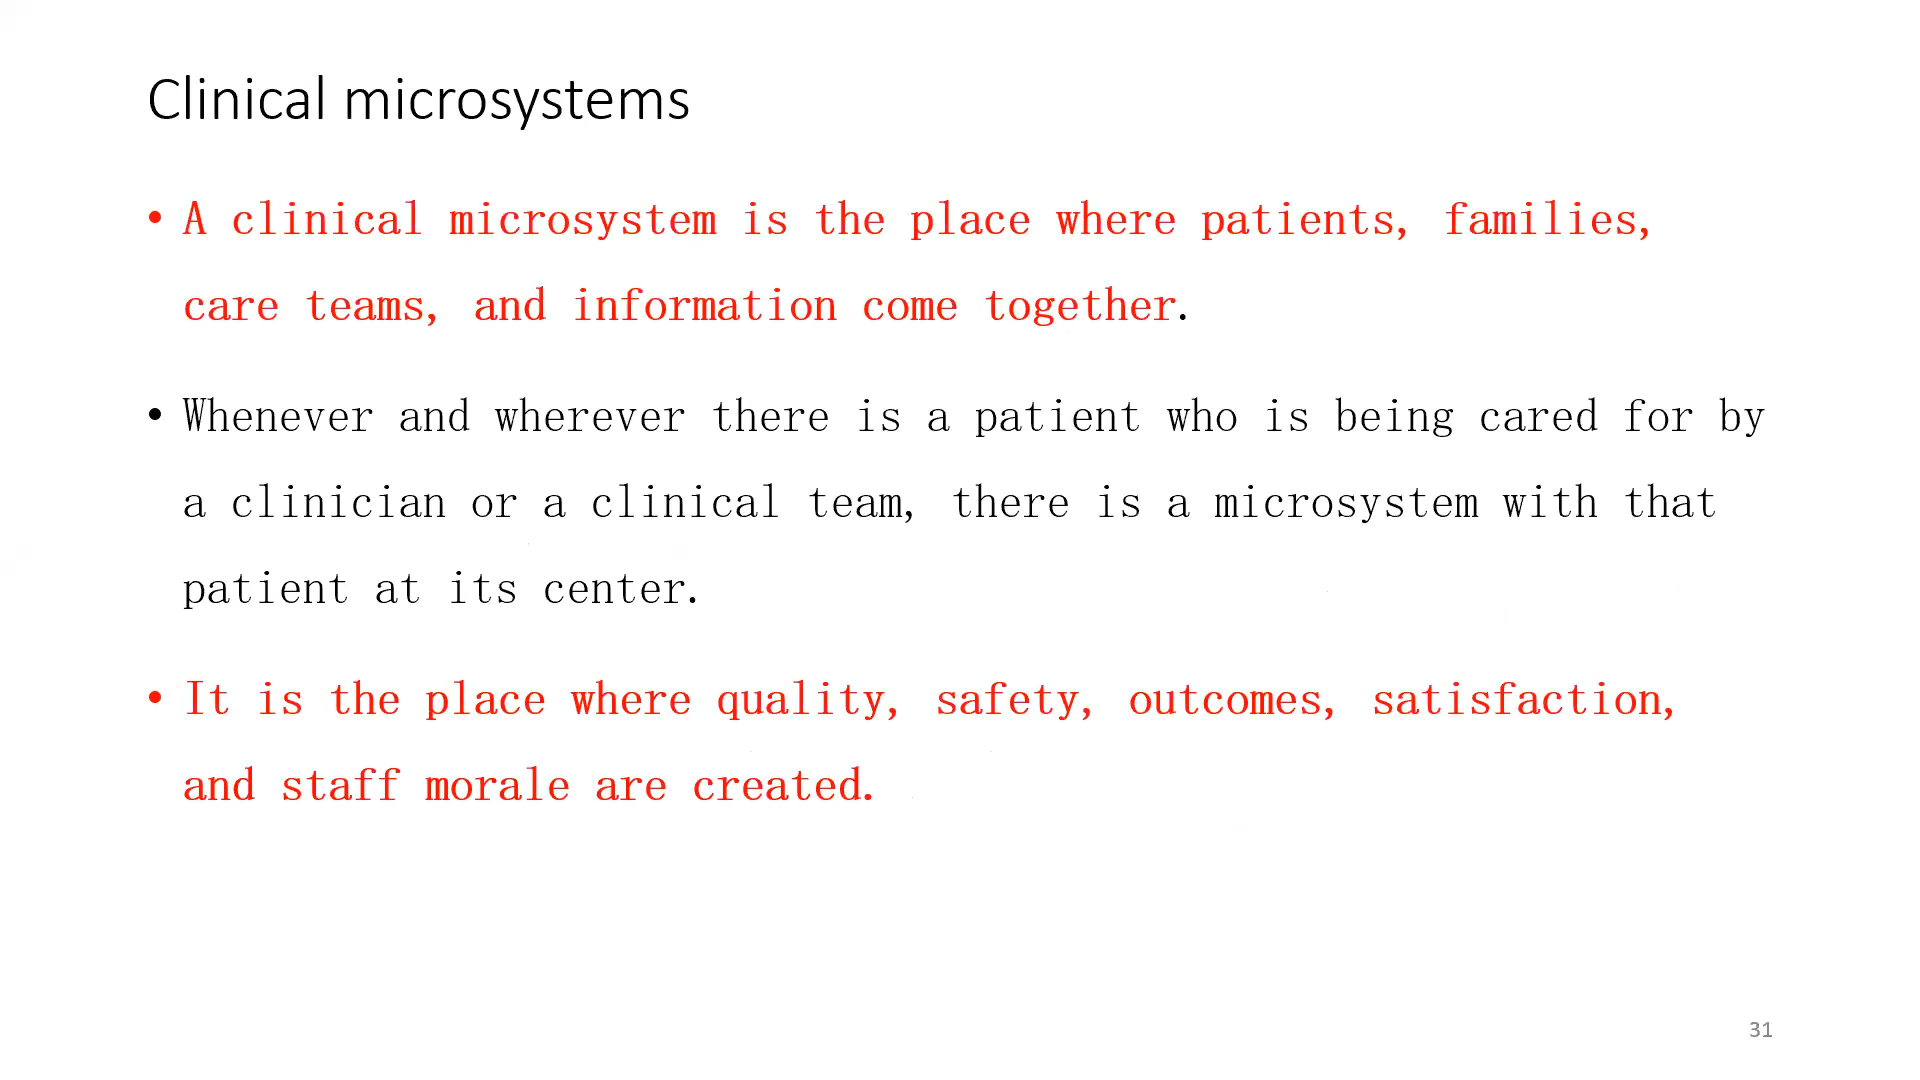 Clinical microsystems
• A clinical microsystem is the place where patients, families,
care teams, and information come together.
• Whenever and wherever there is a patient who is being cared for by
a clinician or a clinical team, there is a microsystem with that
patient at its center.
• It is the place where quality, safety, outcomes, satisfaction,
and staff morale are created.
31